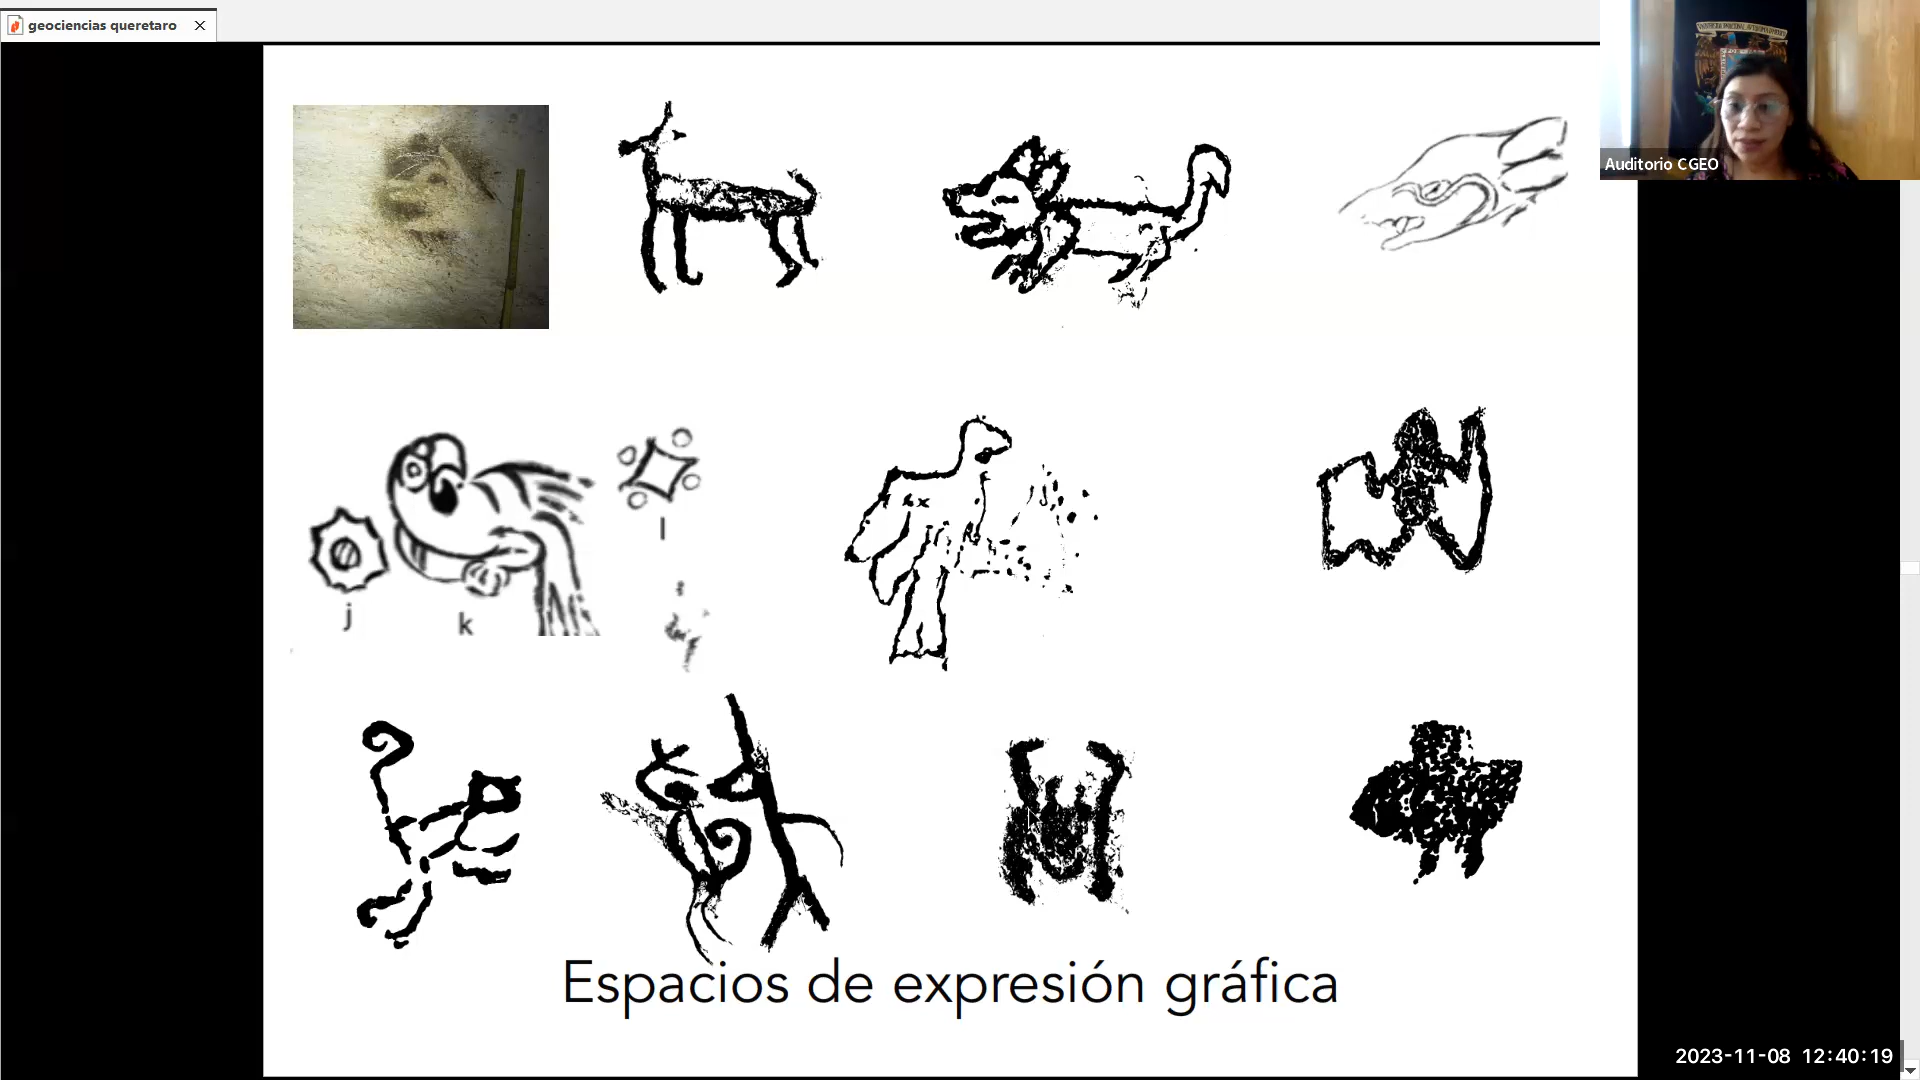 geociencias queretaro
Auditorio CGEO
j
k
l
Espacios de expresión gráfica
2023-11-08 12:40:19